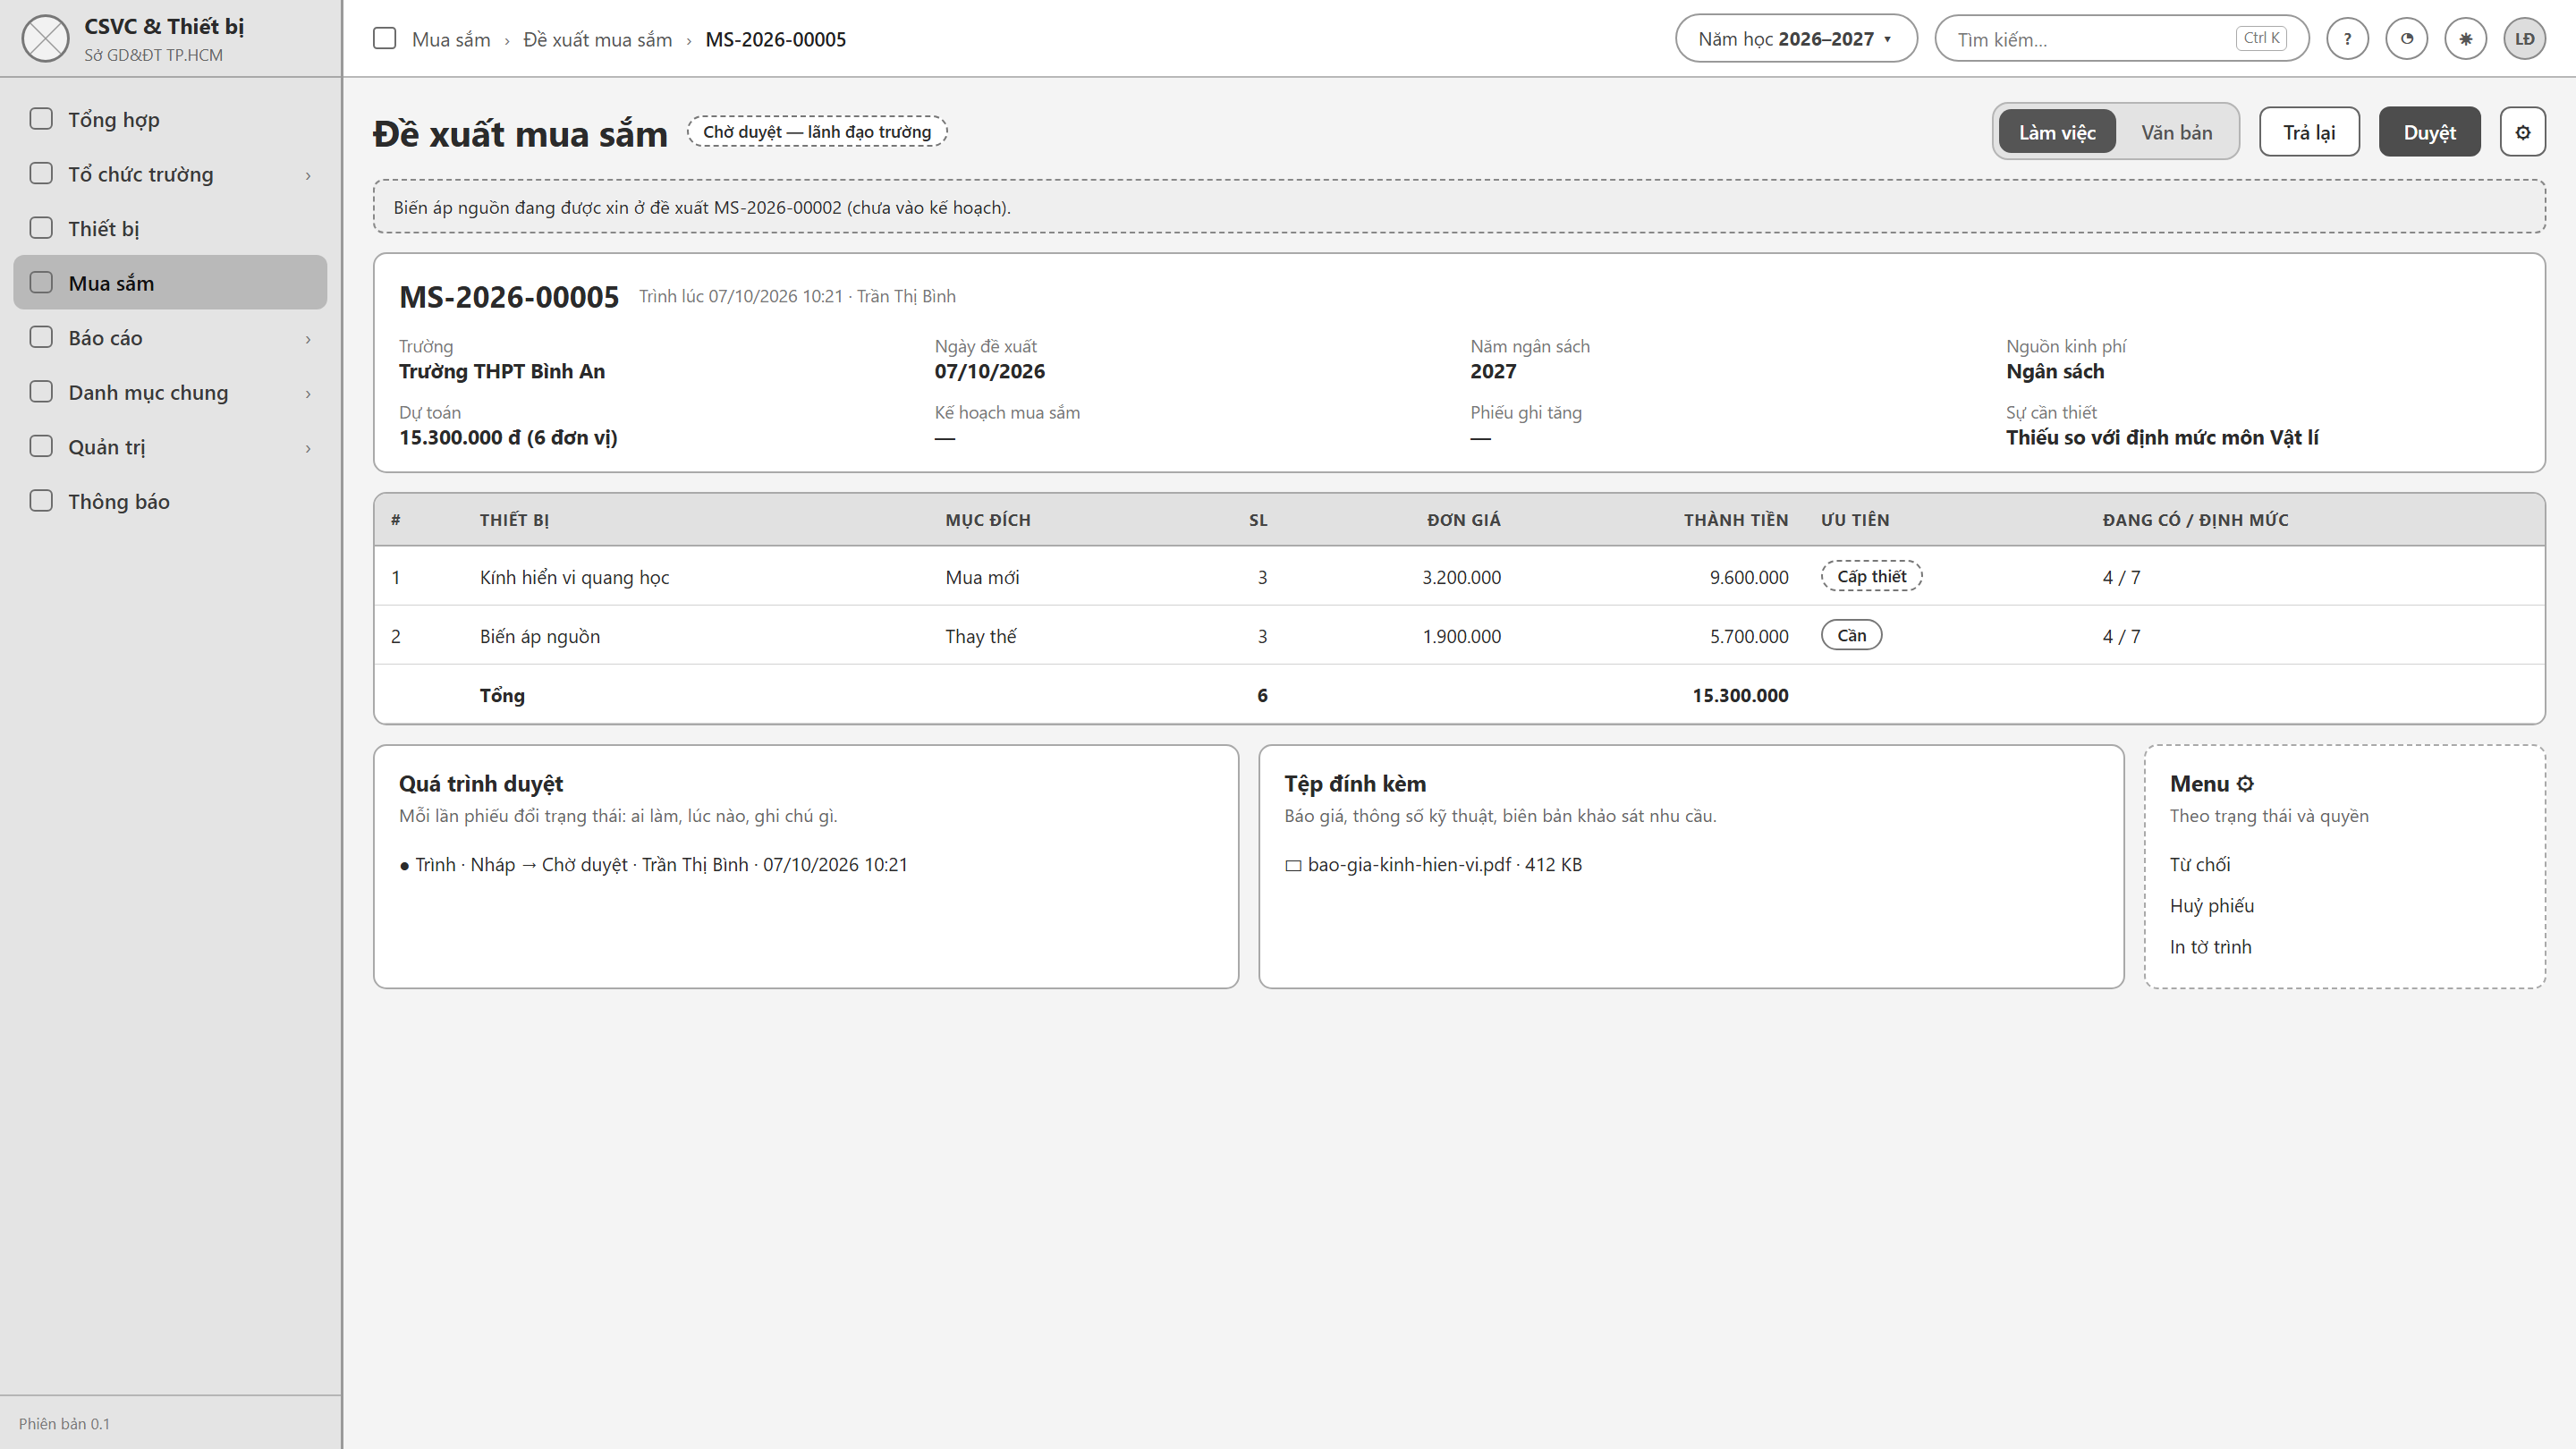 CSVC & Thiết bị
Sở GD&ĐT TP.HCM
Tổng hợp
Tổ chức trường ›
Thiết bị
Mua sắm
Báo cáo ›
Danh mục chung ›
Quản trị ›
Thông báo
Phiên bản 0.1
Mua sắm › Đề xuất mua sắm › MS-2026-00005
Năm học 2026–2027 ▾
Tìm kiếm... Ctrl K
? LĐ
Đề xuất mua sắm Chờ duyệt — lãnh đạo trường
Làm việc Văn bản Trả lại Duyệt ⚙
Biến áp nguồn đang được xin ở đề xuất MS-2026-00002 (chưa vào kế hoạch).
MS-2026-00005 Trình lúc 07/10/2026 10:21 · Trần Thị Bình
Trường Ngày đề xuất Năm ngân sách Nguồn kinh phí
Trường THPT Bình An 07/10/2026 2027 Ngân sách
Dự toán Kế hoạch mua sắm Phiếu ghi tăng Sự cần thiết
15.300.000 đ (6 đơn vị) — — Thiếu so với định mức môn Vật lí
# THIẾT BỊ MỤC ĐÍCH SL ĐƠN GIÁ THÀNH TIỀN ƯU TIÊN ĐANG CÓ / ĐỊNH MỨC
1 Kính hiển vi quang học Mua mới 3 3.200.000 9.600.000 Cấp thiết 4 / 7
2 Biến áp nguồn Thay thế 3 1.900.000 5.700.000 Cần 4 / 7
Tổng 6 15.300.000
Quá trình duyệt
Mỗi lần phiếu đổi trạng thái: ai làm, lúc nào, ghi chú gì.
● Trình · Nháp → Chờ duyệt · Trần Thị Bình · 07/10/2026 10:21
Tệp đính kèm
Báo giá, thông số kỹ thuật, biên bản khảo sát nhu cầu.
bao-gia-kinh-hien-vi.pdf · 412 KB
Menu ⚙
Theo trạng thái và quyền
Từ chối
Huỷ phiếu
In tờ trình